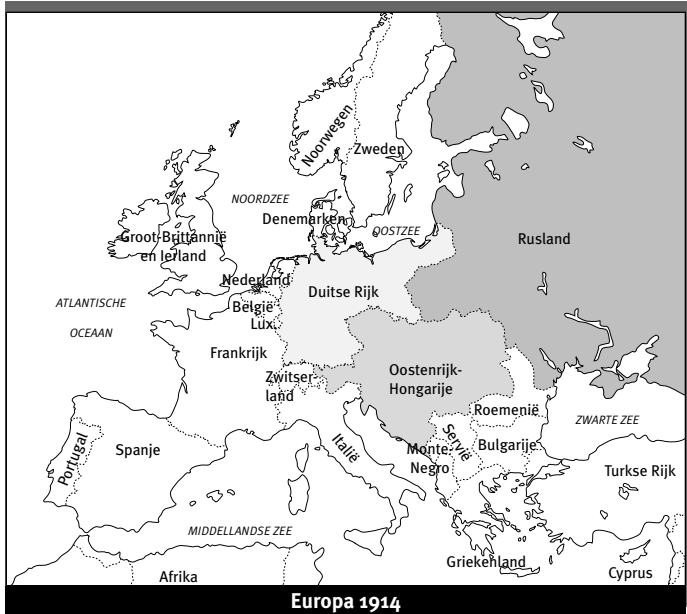 Noorwegen
Zweden
NOORDZEE
Denemarken
OOSTZEE
Groot-Brittannië
en Ierland
Rusland
Nederland
Duitse Rijk
België
Lux.
ATLANTISCHE
OCEAAN
Frankrijk
Zwitser-
land
Oostenrijk-
Hongarije
Roemenië
ZWARTE ZEE
Portugal
Spanje
Italië
Servië
Monte-
Negro
Bulgarije
Turkse Rijk
MIDDELLANDSE ZEE
Griekenland
Cyprus
Afrika
Europa 1914